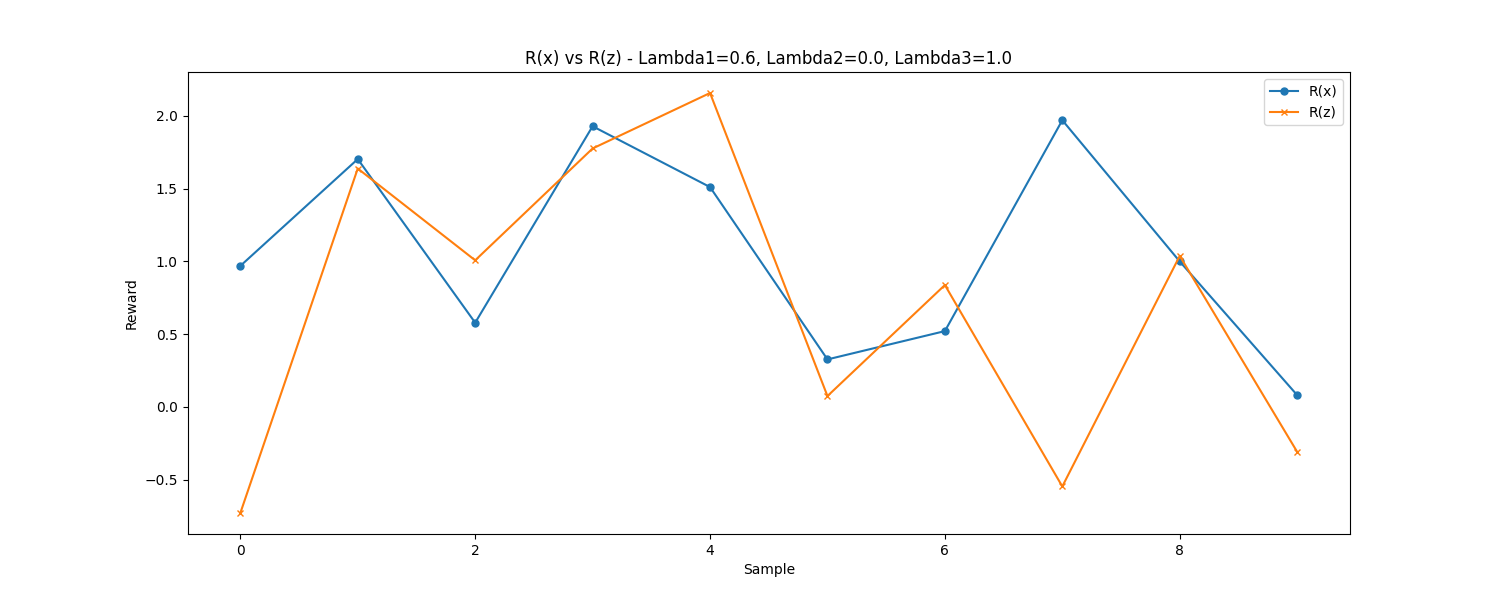 R(x) vs R(z) - Lambda1=0.6, Lambda2=0.0, Lambda3=1.0
R(x)
R(z)
2.0
1.5
1.0
0.5
0.0
−0.5
Reward
0 2 4 6 8
Sample